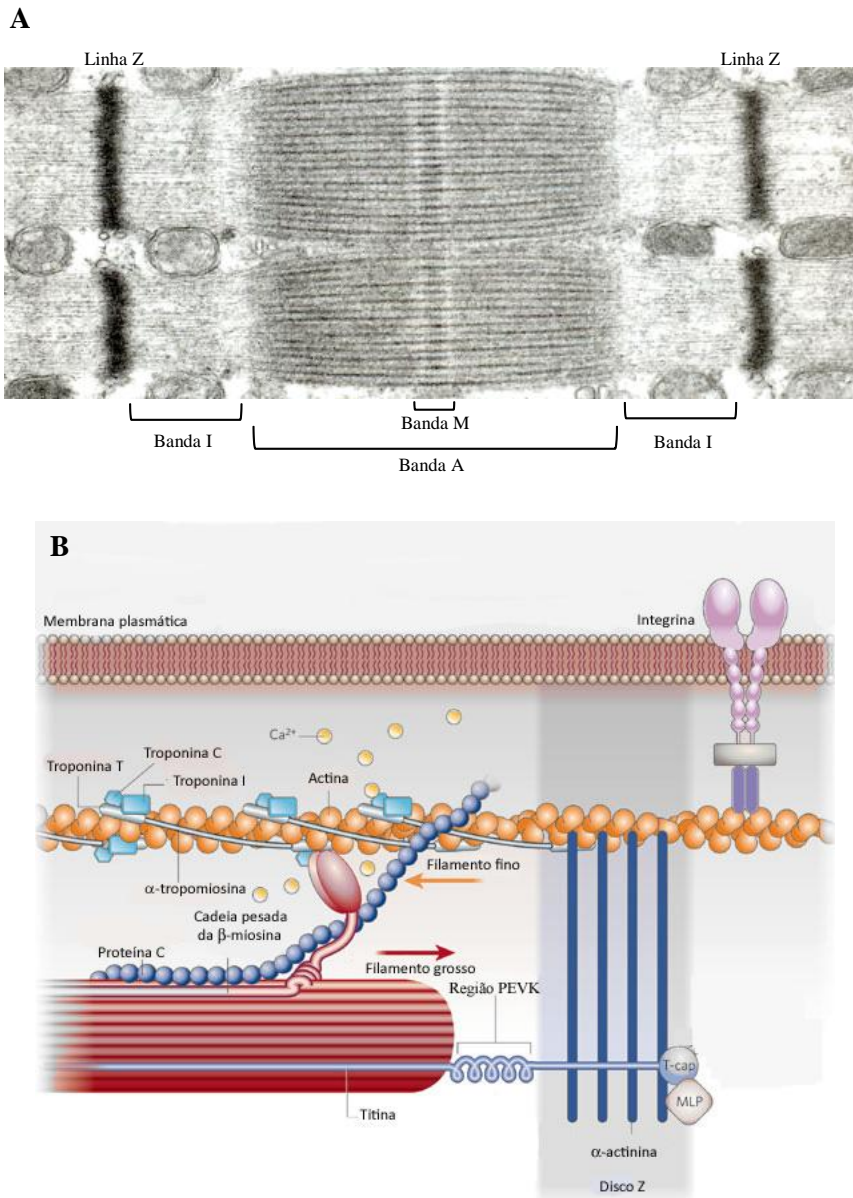 A
Linha Z
Linha Z
Banda I
Banda M
Banda I
Banda A
B
Membrana plasmática
Integrina
Ca²⁺
Troponina C
Troponina T
Troponina I
Actina
α-tropomiosina
Filamento fino
Cadeia pesada
da β-miosina
Proteína C
Filamento grosso
Região PEVK
T-cap
MLP
Titina
α-actinina
Disco Z